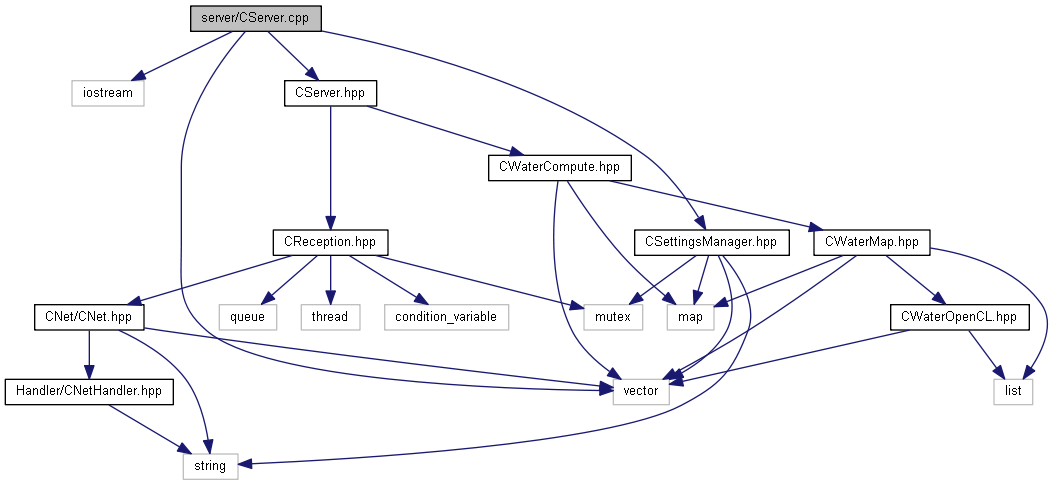 server/CServer.cpp
iostream
CServer.hpp
CWaterCompute.hpp
CReception.hpp
CSettingsManager.hpp
CWaterMap.hpp
CNet/CNet.hpp
queue
thread
condition_variable
mutex
map
CWaterOpenCL.hpp
Handler/CNetHandler.hpp
vector
list
string